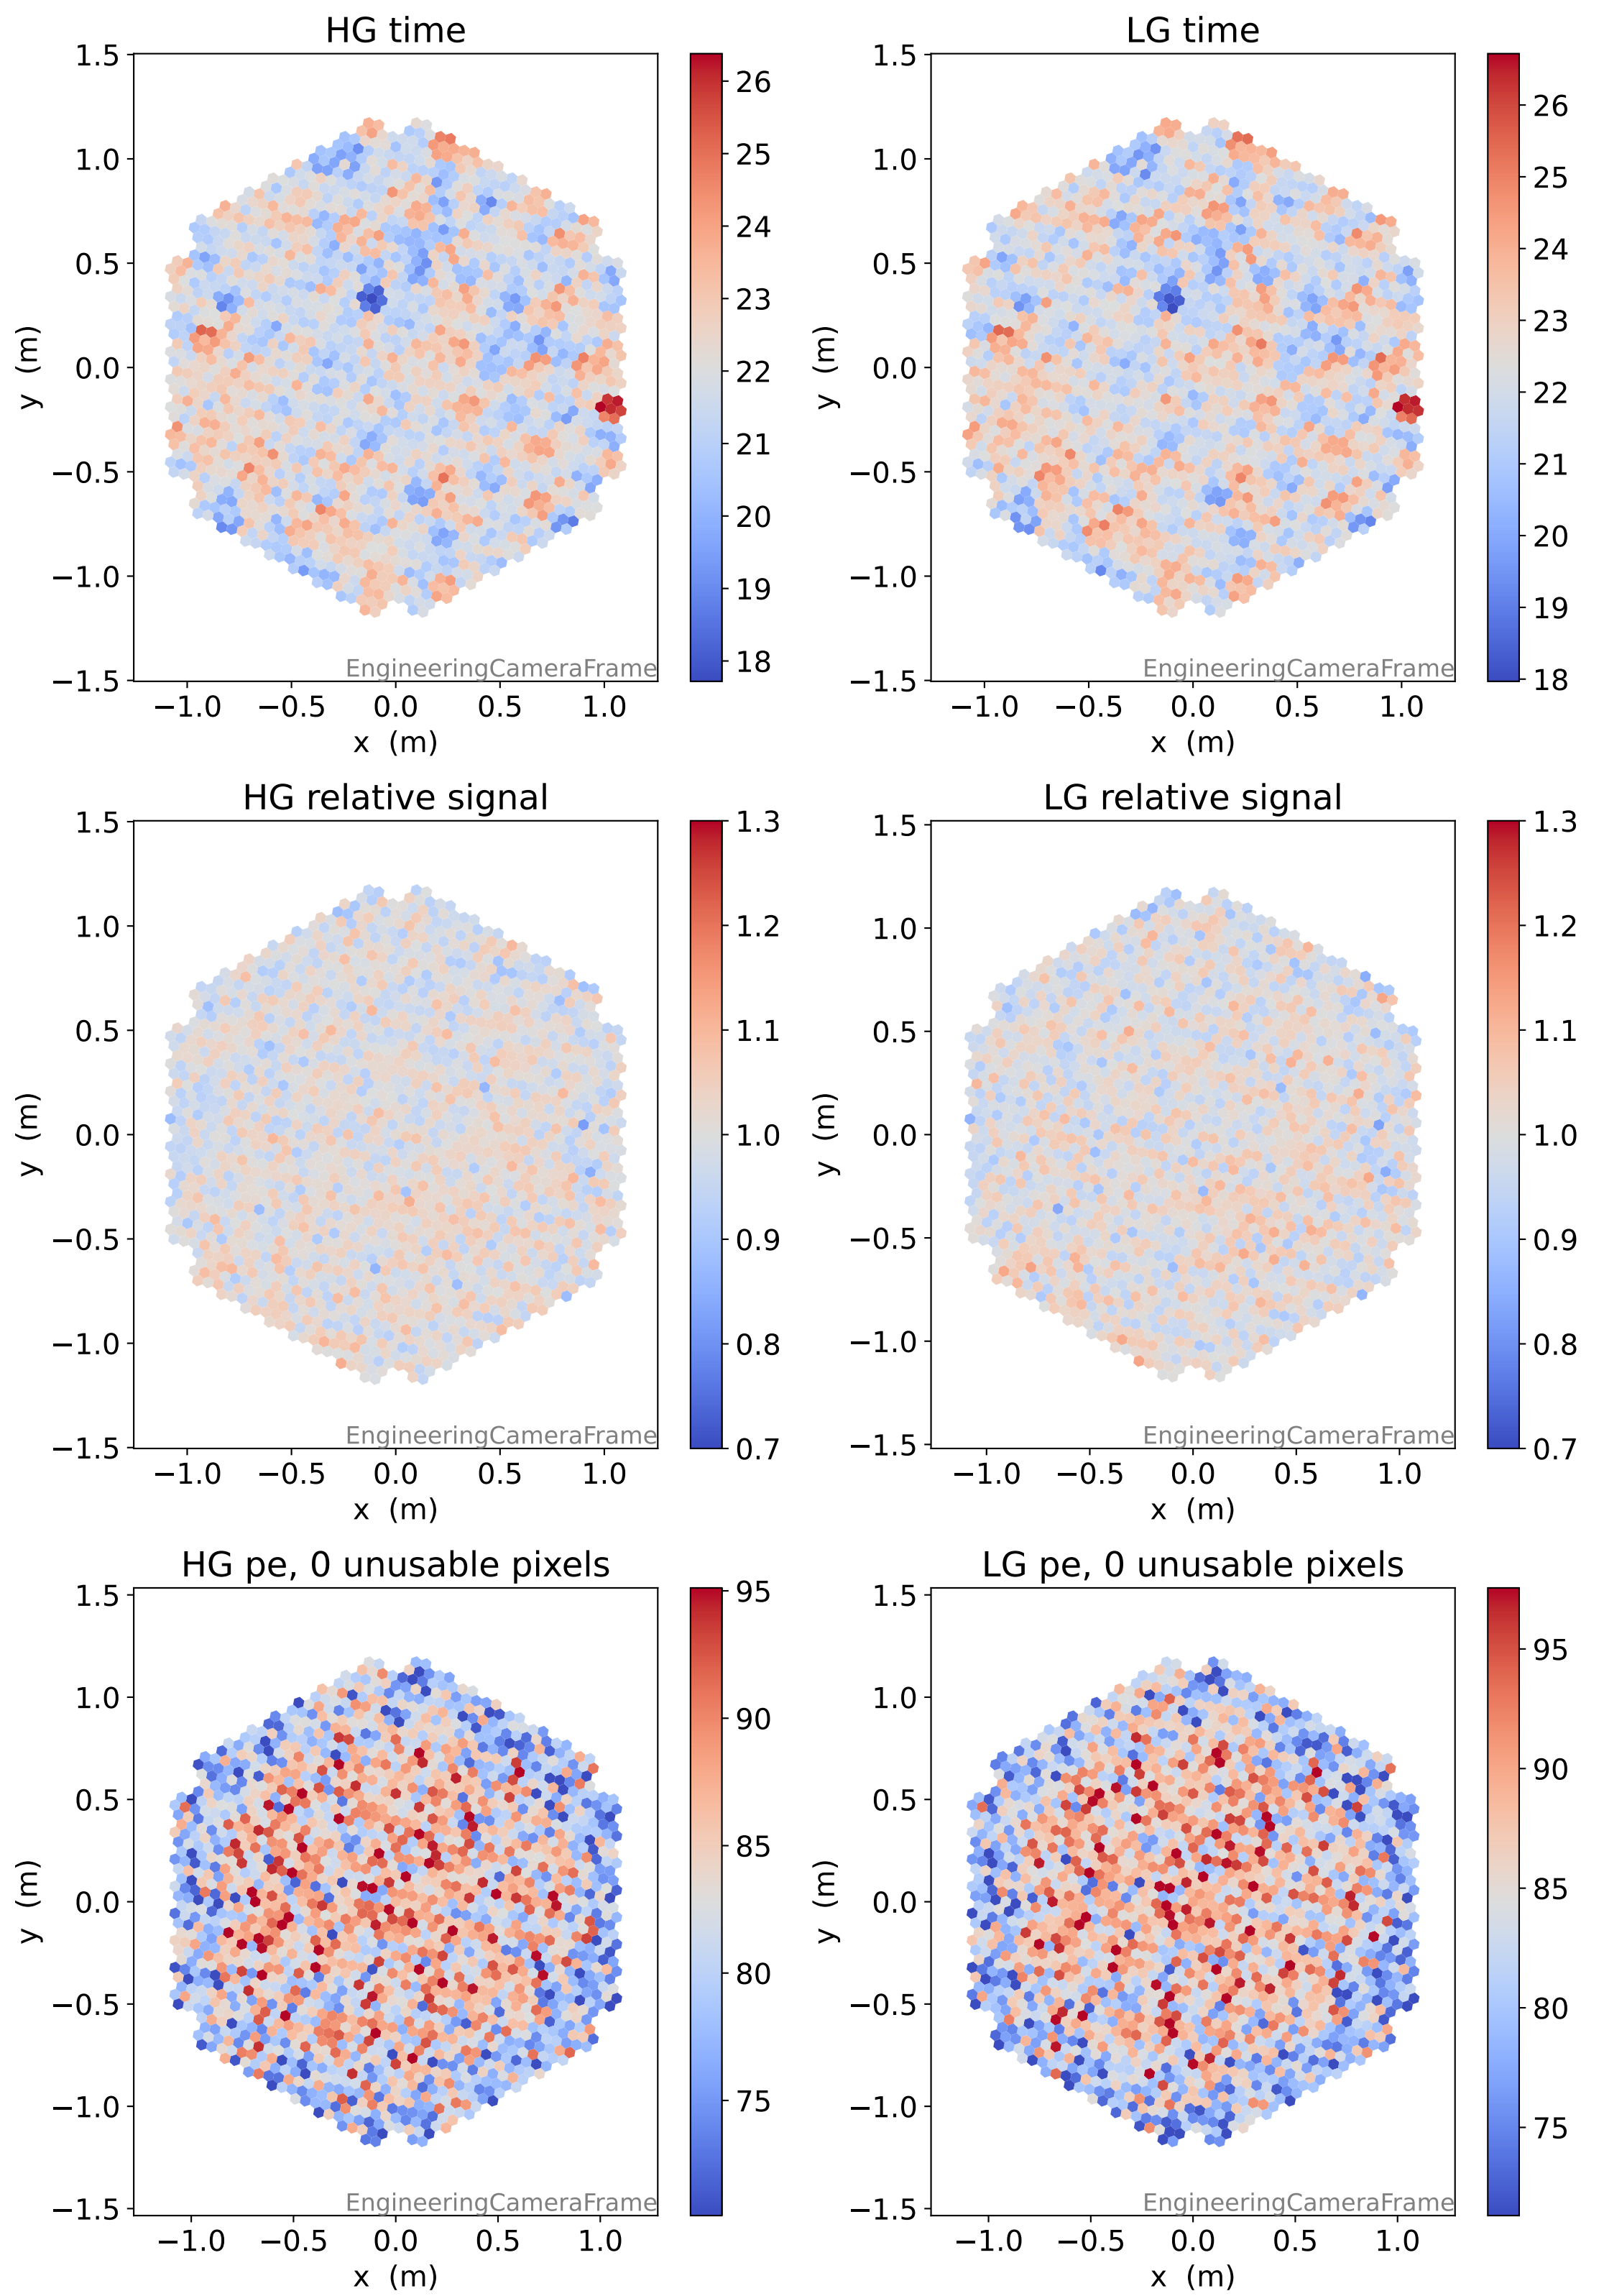 HG time
1.5
1.0
0.5
0.0
−0.5
−1.0
−1.5
y (m)
−1.0 −0.5 0.0 0.5 1.0
x (m)
EngineeringCameraFrame
26
25
24
23
22
21
20
19
18
LG time
1.5
1.0
0.5
0.0
−0.5
−1.0
−1.5
y (m)
−1.0 −0.5 0.0 0.5 1.0
x (m)
EngineeringCameraFrame
26
25
24
23
22
21
20
19
18
HG relative signal
1.5
1.0
0.5
0.0
−0.5
−1.0
−1.5
y (m)
−1.0 −0.5 0.0 0.5 1.0
x (m)
EngineeringCameraFrame
1.3
1.2
1.1
1.0
0.9
0.8
0.7
LG relative signal
1.5
1.0
0.5
0.0
−0.5
−1.0
−1.5
y (m)
−1.0 −0.5 0.0 0.5 1.0
x (m)
EngineeringCameraFrame
1.3
1.2
1.1
1.0
0.9
0.8
0.7
HG pe, 0 unusable pixels
1.5
1.0
0.5
0.0
−0.5
−1.0
−1.5
y (m)
−1.0 −0.5 0.0 0.5 1.0
x (m)
EngineeringCameraFrame
95
90
85
80
75
LG pe, 0 unusable pixels
1.5
1.0
0.5
0.0
−0.5
−1.0
−1.5
y (m)
−1.0 −0.5 0.0 0.5 1.0
x (m)
EngineeringCameraFrame
95
90
85
80
75